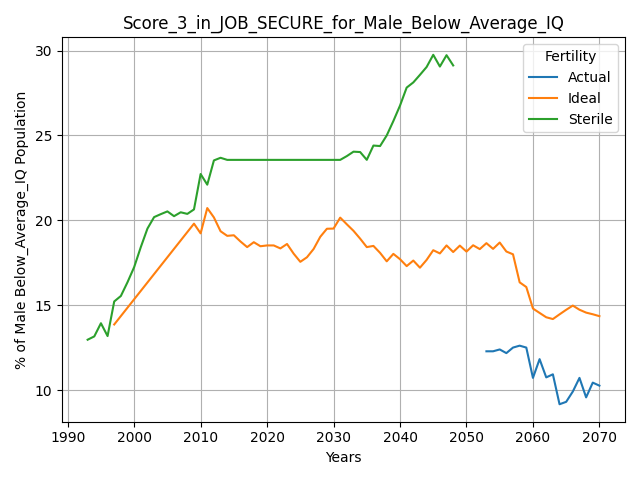 Score_3_in_JOB_SECURE_for_Male_Below_Average_IQ
% of Male Below_Average_IQ Population
30
25
20
15
10
Fertility
Actual
Ideal
Sterile
1990 2000 2010 2020 2030 2040 2050 2060 2070
Years